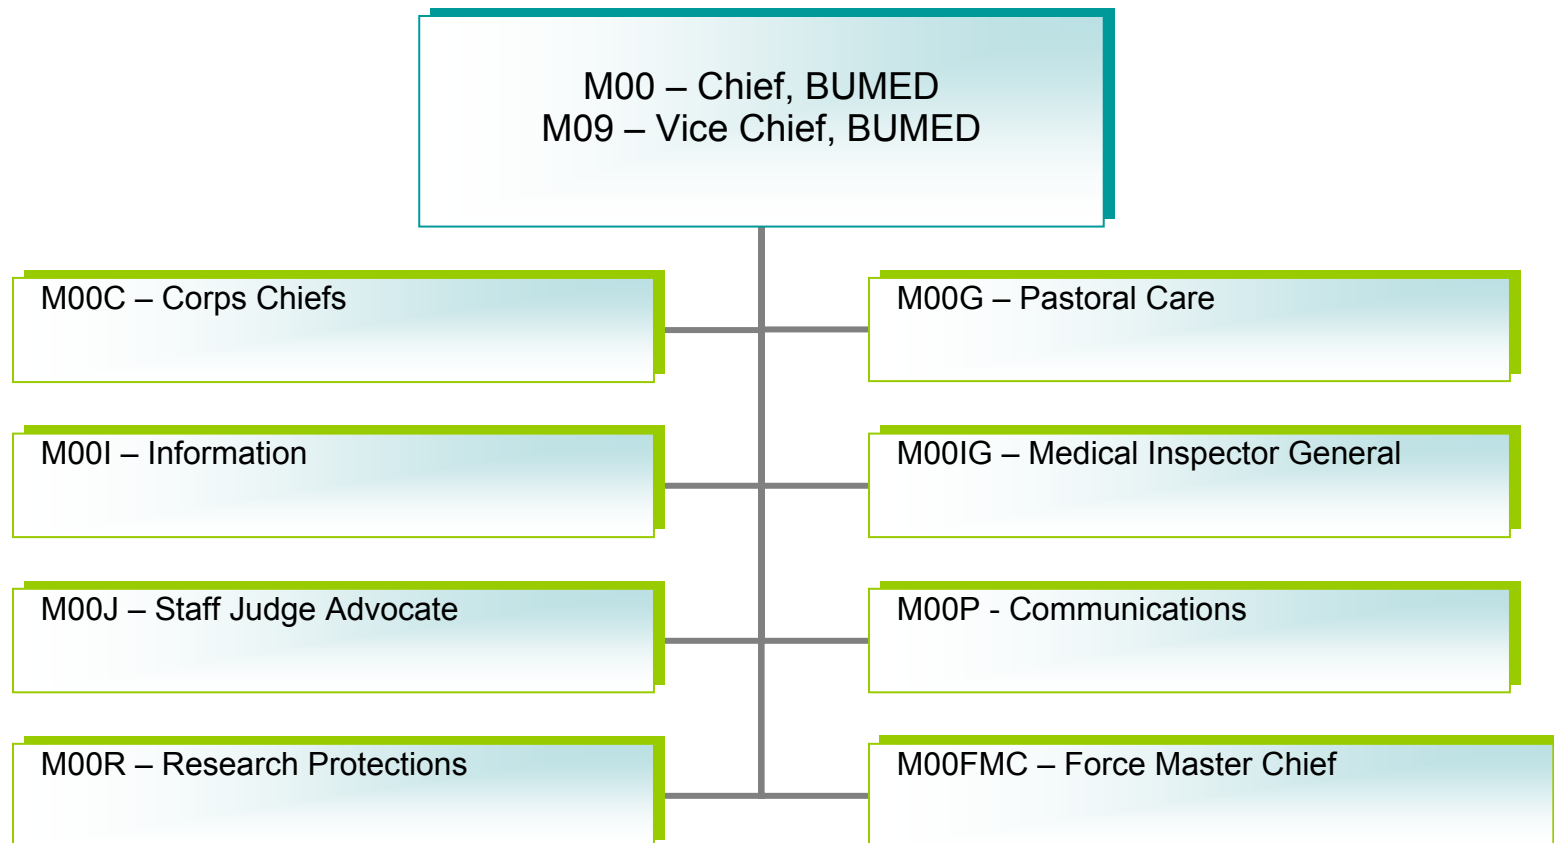 M00 – Chief, BUMED
M09 – Vice Chief, BUMED
M00C – Corps Chiefs
M00G – Pastoral Care
M00I – Information
M00IG – Medical Inspector General
M00J – Staff Judge Advocate
M00P - Communications
M00R – Research Protections
M00FMC – Force Master Chief